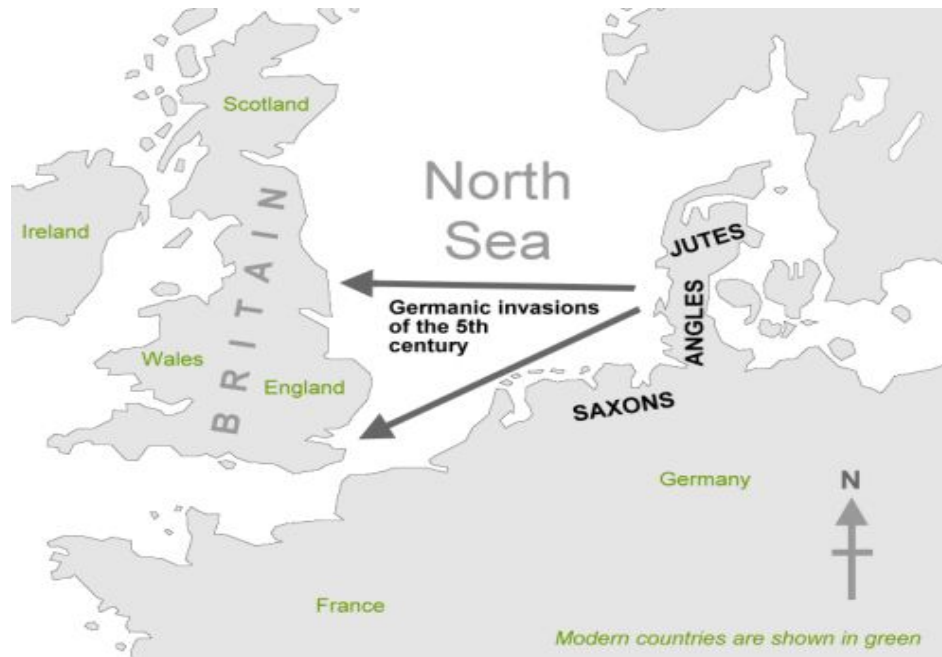 Scotland
North
Sea
Ireland
BRITAIN
JUTES
Germanic invasions
of the 5th
century
ANGLES
Wales
England
SAXONS
Germany
N
France
Modern countries are shown in green